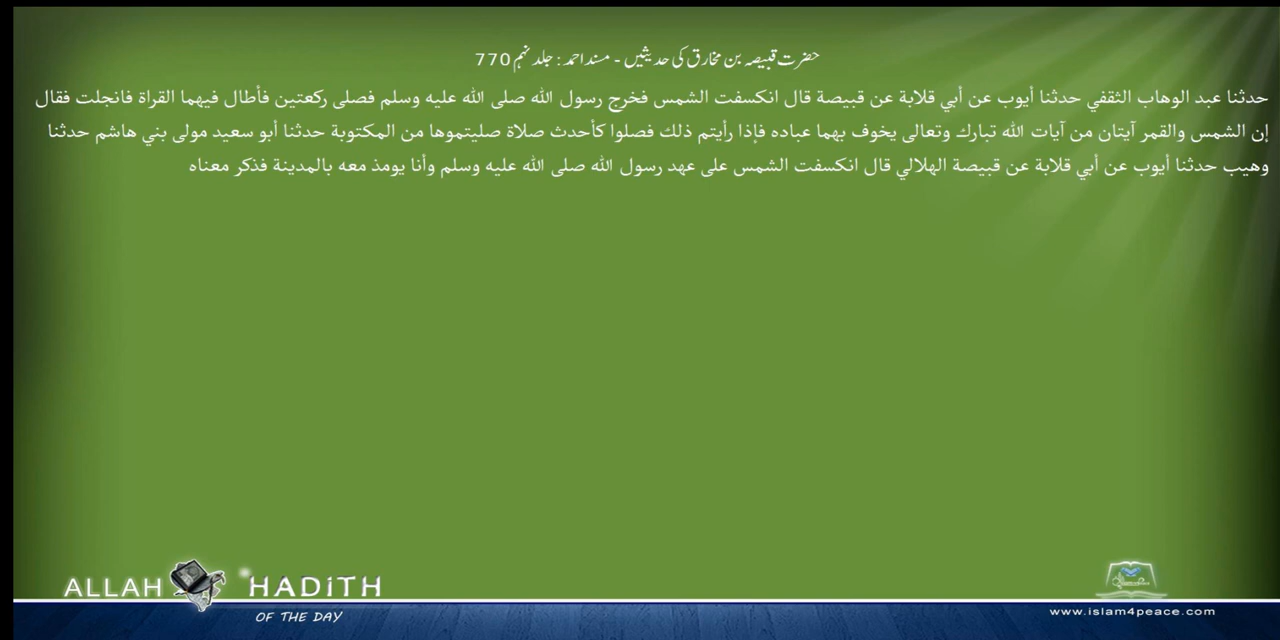 حضرت قبیصہ بن مخارق کی حدیثیں - مسند احمد : جلد نہم 770
حدثنا عبد الوهاب الثقفي حدثنا أيوب عن أبي قلابة عن قبيصة قال انكسفت الشمس فخرج رسول الله صلى الله عليه وسلم فصلى ركعتين فأطال فيهما القراة فانجلت فقال
إن الشمس والقمر آيتان من آيات الله تبارك وتعالى يخوف بهما عباده فإذا رأيتم ذلك فصلوا كأحدث صلاة صليتموها من المكتوبة حدثنا أبو سعيد مولى بني هاشم حدثنا
وهيب حدثنا أيوب عن أبي قلابة عن قبيصة الهلالي قال انكسفت الشمس على عهد رسول الله صلى الله عليه وسلم وأنا يومذ معه بالمدينة فذكر معناه
ALLAH HADITH
OF THE DAY
www.islam4peace.com